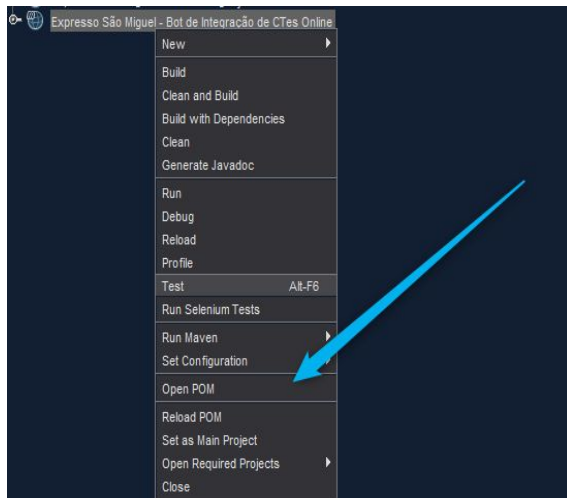 Expresso São Miguel - Bot de Integração de CTes Online
New
Build
Clean and Build
Build with Dependencies
Clean
Generate Javadoc
Run
Debug
Reload
Profile
Test Alt-F6
Run Selenium Tests
Run Maven
Set Configuration
Open POM
Reload POM
Set as Main Project
Open Required Projects
Close